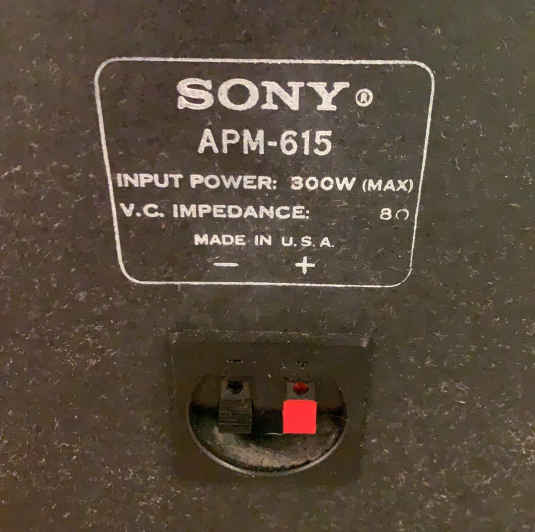 SONY®
APM-615
INPUT POWER: 300W (MAX)
V.C. IMPEDANCE: 8Ω
MADE IN U.S.A.
− +